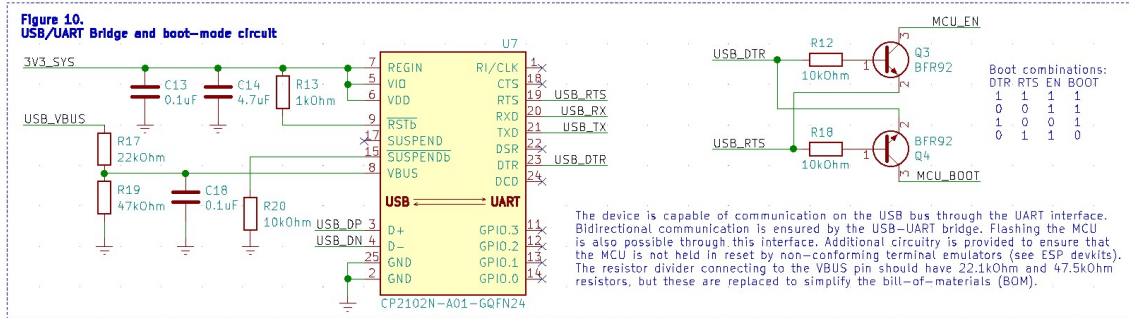 Figure 10.
USB/UART Bridge and boot-mode circuit
3V3_SYS
C13
0.1uF
C14
4.7uF
R13
1kOhm
USB_VBUS
R17
22kOhm
R19
47kOhm
C18
0.1uF
R20
10kOhm
USB_DP
USB_DN
U7
7 REGIN
5 VIO
6 VDD
9 RSTb
17 SUSPEND
15 SUSPENDb
8 VBUS
3 D+
4 D-
25 GND
2 GND
RI/CLK 1
CTS 18
RTS 19 USB_RTS
RXD 20 USB_RX
TXD 21 USB_TX
DSR 22
DTR 23 USB_DTR
DCD 24
USB UART
GPIO.3 11
GPIO.2 12
GPIO.1 13
GPIO.0 14
CP2102N-A01-GQFN24
MCU_EN
USB_DTR
R12
10kOhm
1
3
2
Q3
BFR92
USB_RTS
R18
10kOhm
1
2
3
BFR92
Q4
MCU_BOOT
Boot combinations:
DTR RTS EN BOOT
1 1 1 1
0 0 1 1
1 0 0 1
0 1 1 0
The device is capable of communication on the USB bus through the UART interface.
Bidirectional communication is ensured by the USB-UART bridge. Flashing the MCU
is also possible through this interface. Additional circuitry is provided to ensure that
the MCU is not held in reset by non-conforming terminal emulators (see ESP devkits).
The resistor divider connecting to the VBUS pin should have 22.1kOhm and 47.5kOhm
resistors, but these are replaced to simplify the bill-of-materials (BOM).